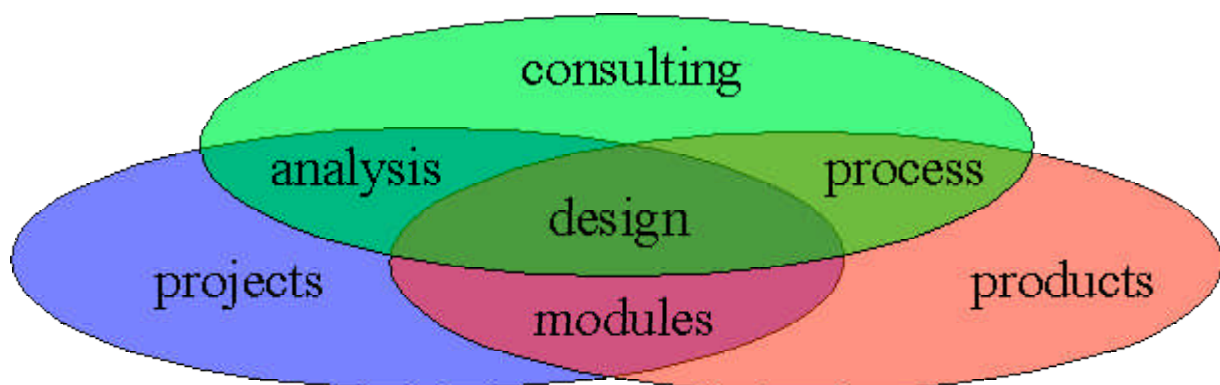 consulting
analysis
process
design
projects
products
modules